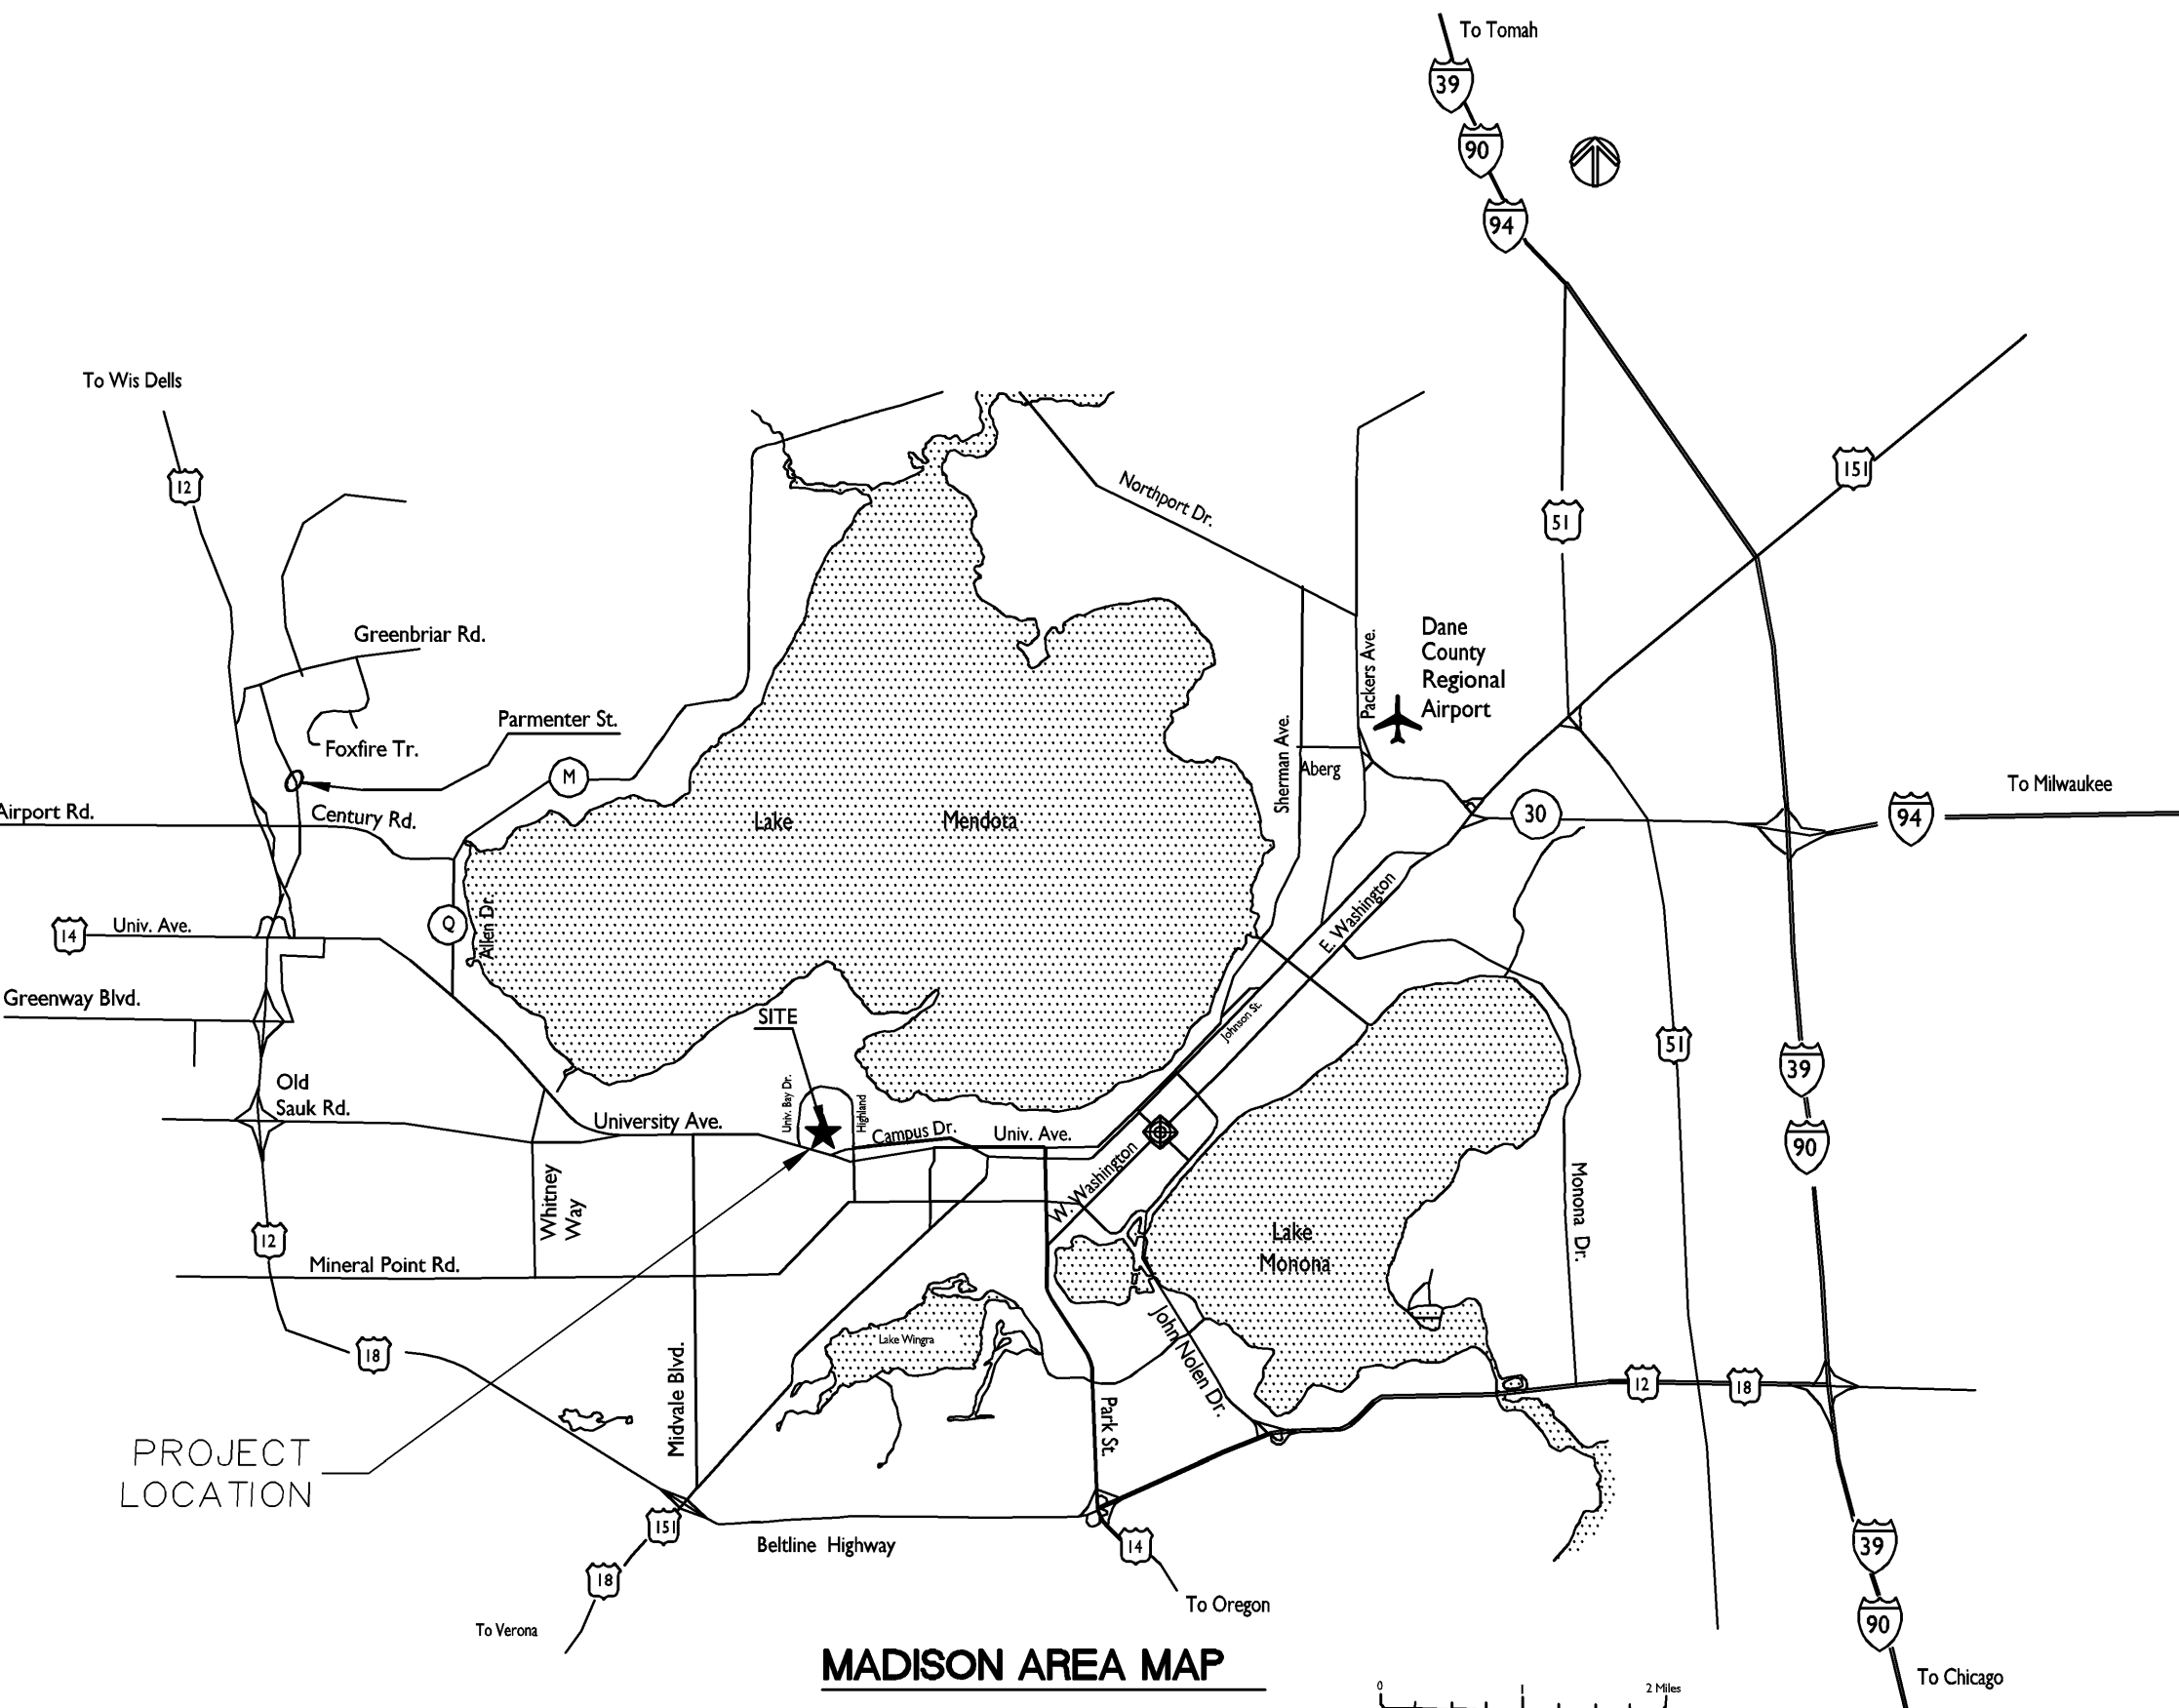 To Tomah
39
90
94
To Wis Dells
12
151
Northport Dr.
51
Greenbriar Rd.
Dane
County
Regional
Airport
Packers Ave.
Parmenter St.
Foxfire Tr.
Sherman Ave.
Aberg
M
To Milwaukee
94
30
Airport Rd.
Century Rd.
Lake Mendota
E. Washington
14
Univ. Ave.
Q
Allen Dr.
Greenway Blvd.
SITE
Johnson St.
51
39
Old
Sauk Rd.
Univ. Bay Dr.
Highland
University Ave.
Campus Dr.
Univ. Ave.
90
W. Washington
Whitney
Way
Monona Dr.
12
Lake
Monona
Mineral Point Rd.
John Nolen Dr.
Lake Wingra
18
Midvale Blvd.
12
18
Park St.
PROJECT
LOCATION
151
Beltline Highway
14
39
18
To Oregon
90
To Verona
MADISON AREA MAP
To Chicago
0
1
2 Miles